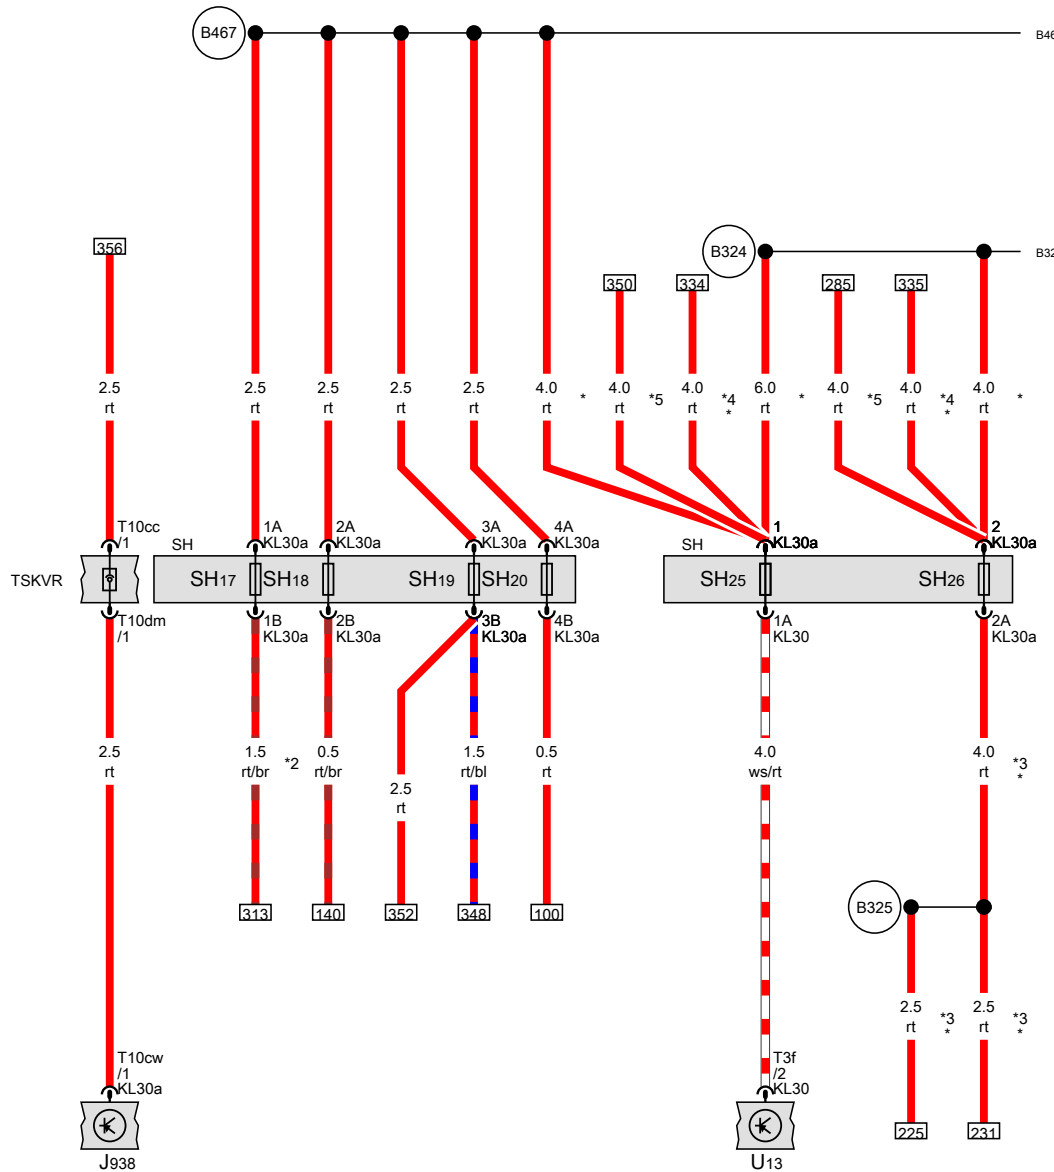 B467
B46
356
B324
B32
350
334
285
335
2.5
rt
2.5
rt
2.5
rt
2.5
rt
2.5
rt
4.0
rt
*
4.0
rt
*5
4.0
rt
*4
*
6.0
rt
*
4.0
rt
*5
4.0
rt
*4
*
4.0
rt
*
T10cc
/1
1A
KL30a
2A
KL30a
3A
KL30a
4A
KL30a
1
KL30a
2
KL30a
SH
SH
TSKVR
SH17
SH18
SH19
SH20
SH25
SH26
T10dm
/1
1B
KL30a
2B
KL30a
3B
KL30a
4B
KL30a
1A
KL30
2A
KL30a
2.5
rt
1.5
rt/br
*2
0.5
rt/br
2.5
rt
1.5
rt/bl
0.5
rt
4.0
ws/rt
4.0
rt
*3
*
313
140
352
348
100
B325
2.5
rt
*3
*
2.5
rt
*3
*
T10cw
/1
KL30a
T3f
/2
KL30
225
231
J938
U13